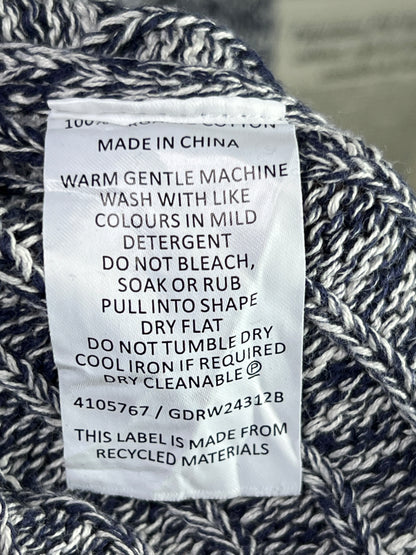 100% COTTON
MADE IN CHINA
WARM GENTLE MACHINE
WASH WITH LIKE
COLOURS IN MILD
DETERGENT
DO NOT BLEACH,
SOAK OR RUB
PULL INTO SHAPE
DRY FLAT
DO NOT TUMBLE DRY
COOL IRON IF REQUIRED
DRY CLEANABLE Ⓟ
4105767 / GDRW24312B
THIS LABEL IS MADE FROM
RECYCLED MATERIALS